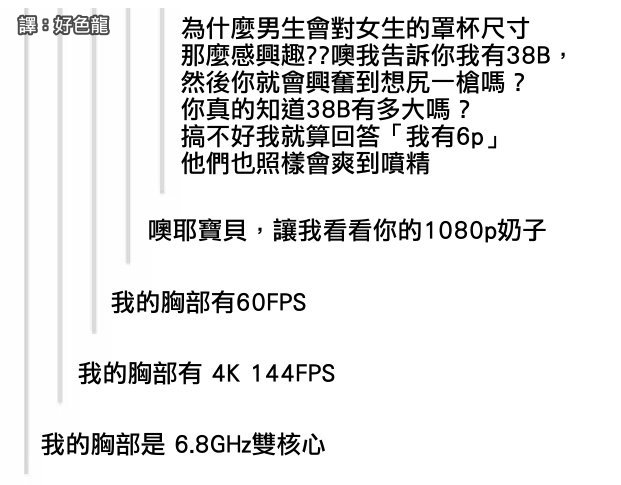 譯：好色龍
為什麼男生會對女生的罩杯尺寸
那麼感興趣??噢我告訴你我有38B，
然後你就會興奮到想尻一槍嗎？
你真的知道38B有多大嗎？
搞不好我就算回答「我有6p」
他們也照樣會爽到噴精
噢耶寶貝，讓我看看你的1080p奶子
我的胸部有60FPS
我的胸部有 4K 144FPS
我的胸部是 6.8GHz雙核心